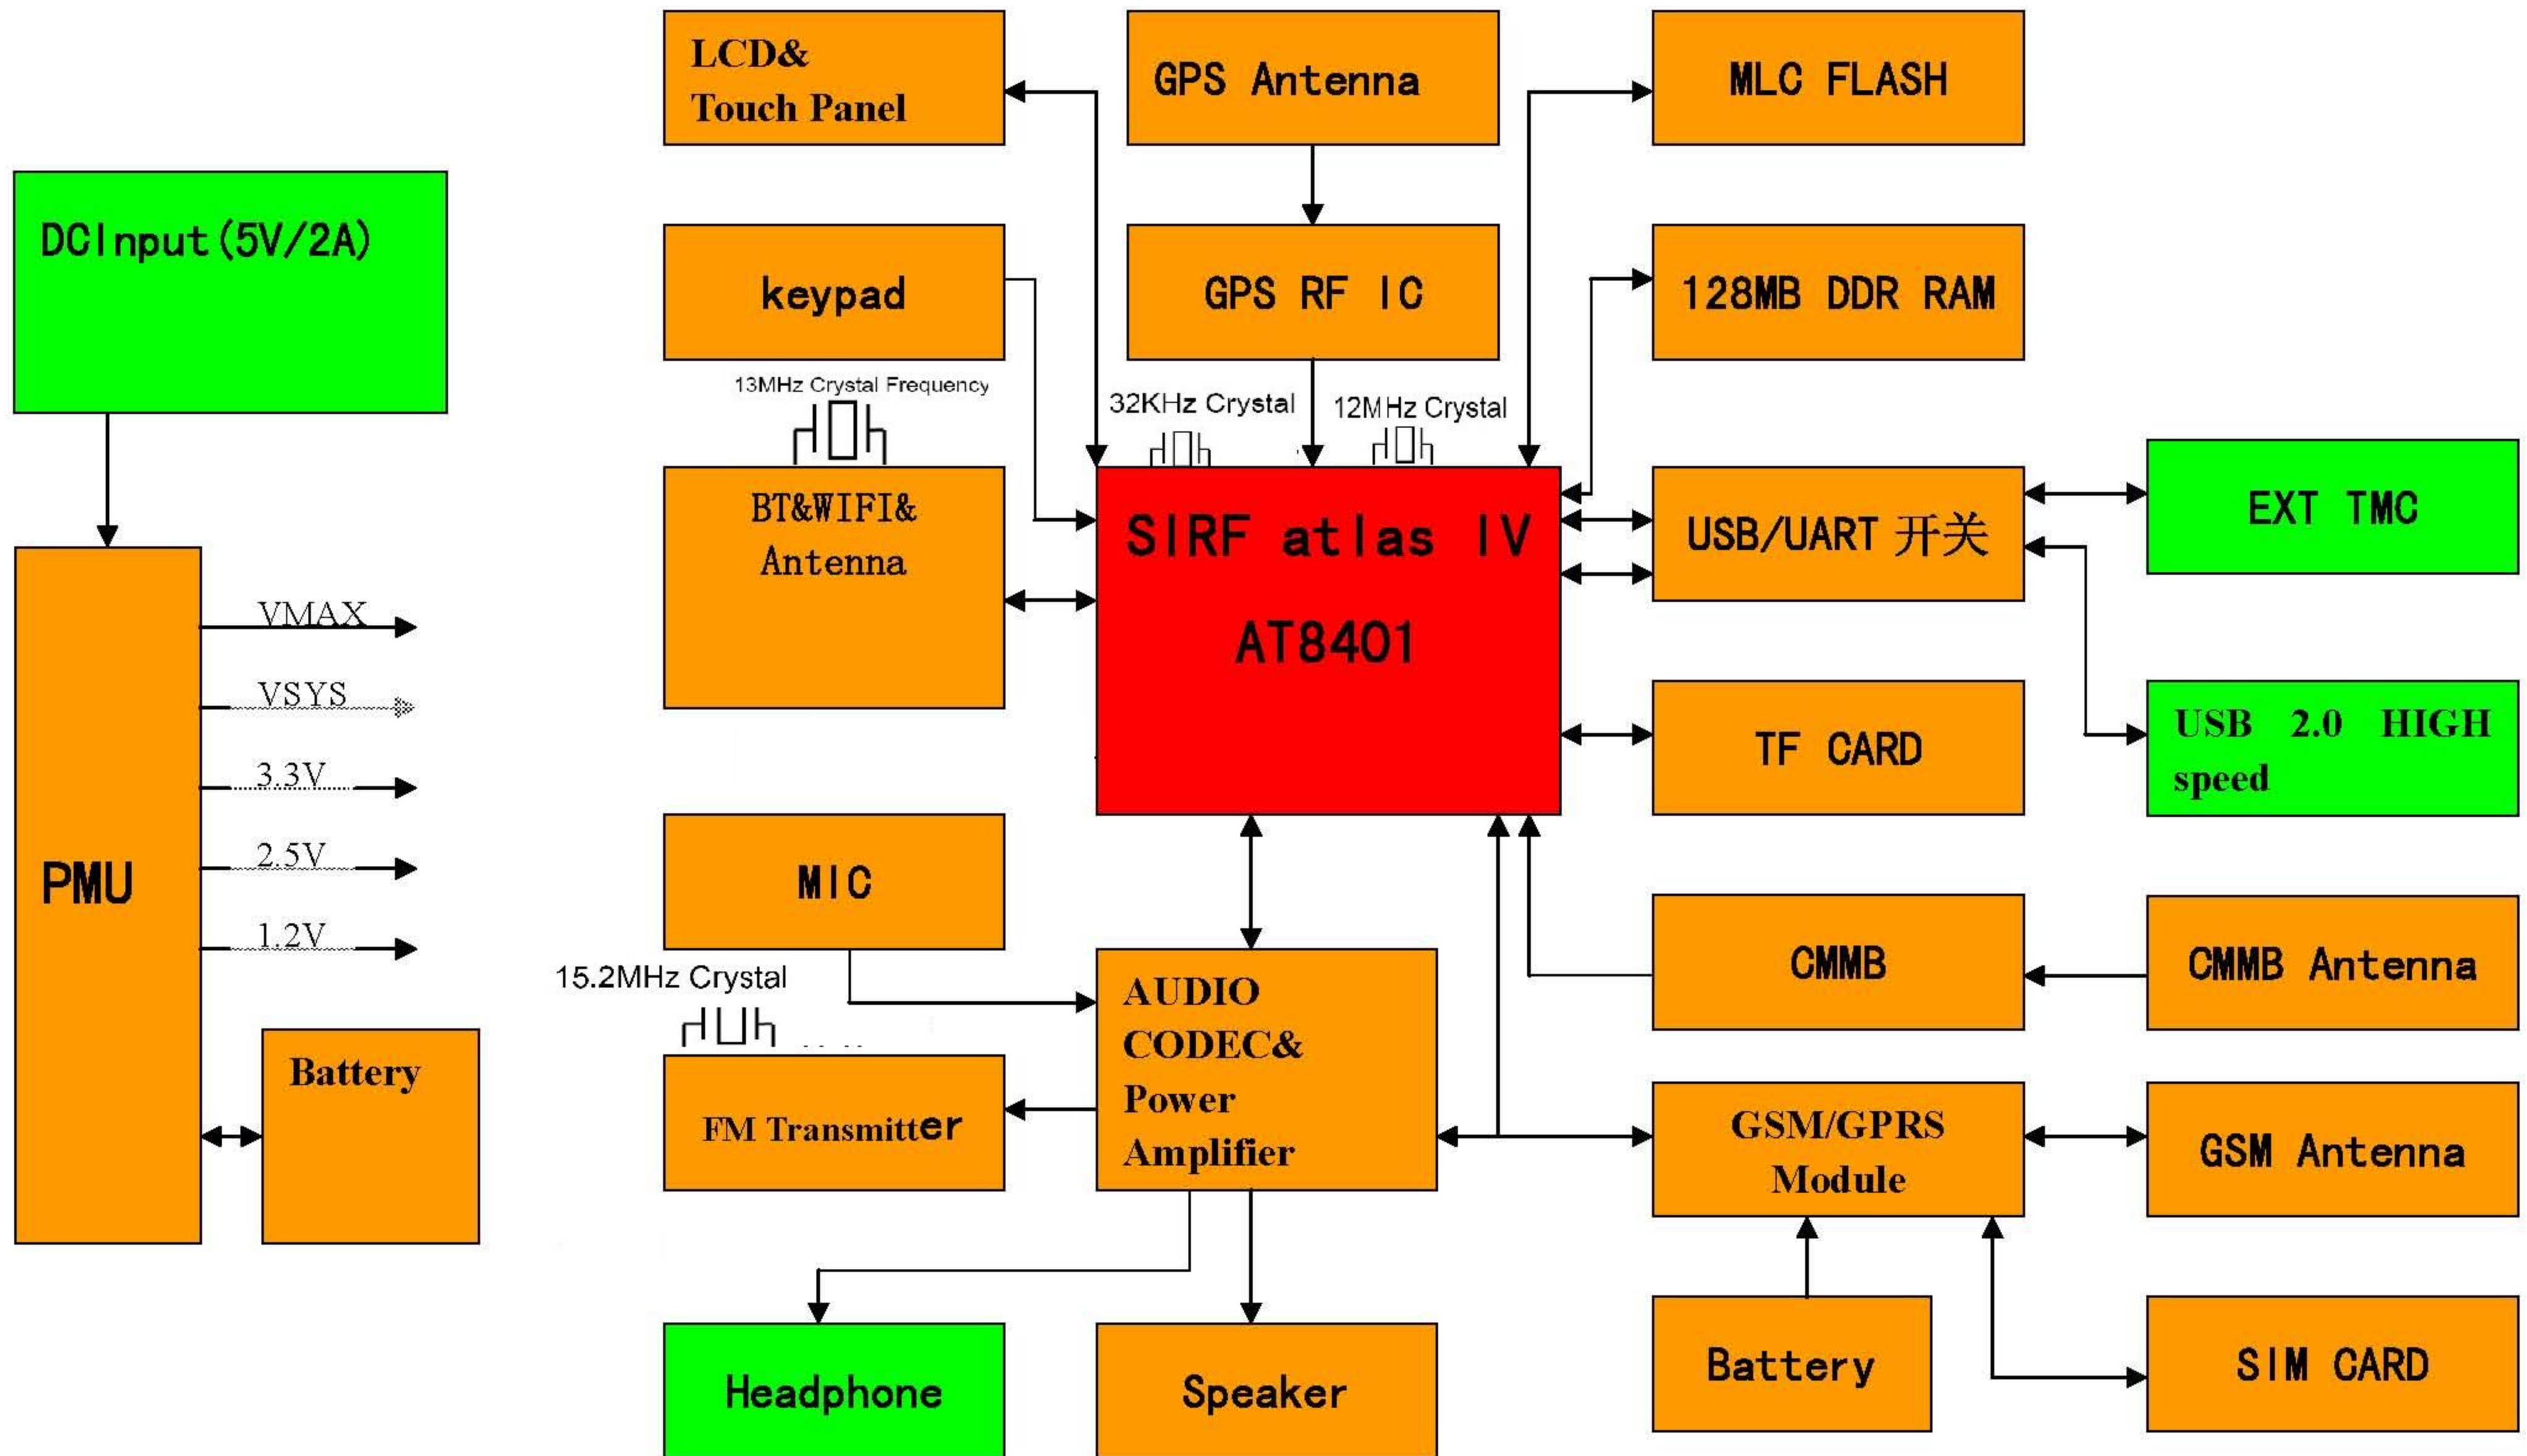 LCD&
Touch Panel
GPS Antenna
MLC FLASH
DCInput(5V/2A)
keypad
GPS RF IC
128MB DDR RAM
13MHz Crystal Frequency
32KHz Crystal
12MHz Crystal
BT&WIFI&
Antenna
SIRF atlas IV
AT8401
USB/UART 开关
EXT TMC
USB 2.0 HIGH
speed
TF CARD
PMU
VMAX
VSYS
3.3V
2.5V
1.2V
Battery
MIC
15.2MHz Crystal
FM Transmitter
AUDIO
CODEC&
Power
Amplifier
CMMB
CMMB Antenna
GSM/GPRS
Module
GSM Antenna
Headphone
Speaker
Battery
SIM CARD